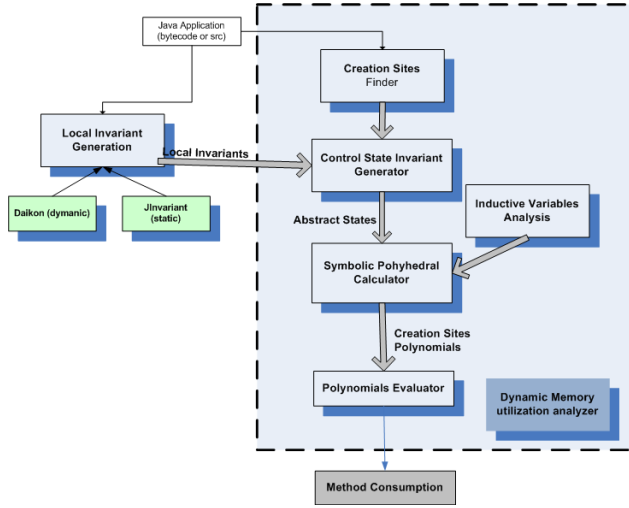 Java Application
(bytecode or src)
Creation Sites
Finder
Local Invariant
Generation
Local Invariants
Control State Invariant
Generator
Daikon (dymanic)
JInvariant
(static)
Abstract States
Inductive Variables
Analysis
Symbolic Polyhedral
Calculator
Creation Sites
Polynomials
Polynomials Evaluator
Dynamic Memory
utilization analyzer
Method Consumption